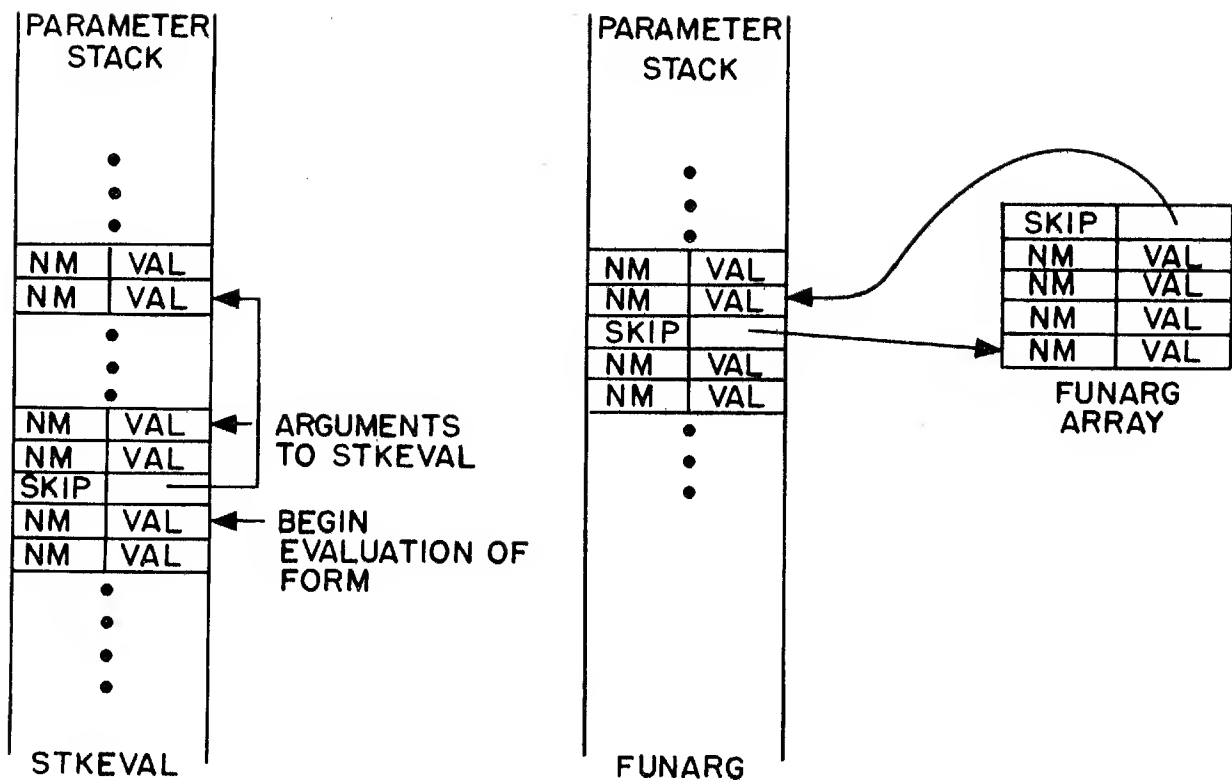 PARAMETER
STACK
NM VAL
NM VAL
NM VAL
NM VAL
SKIP
NM VAL
NM VAL
ARGUMENTS
TO STKEVAL
BEGIN
EVALUATION OF
FORM
STKEVAL
PARAMETER
STACK
NM VAL
NM VAL
SKIP
NM VAL
NM VAL
FUNARG
SKIP
NM VAL
NM VAL
NM VAL
NM VAL
FUNARG
ARRAY